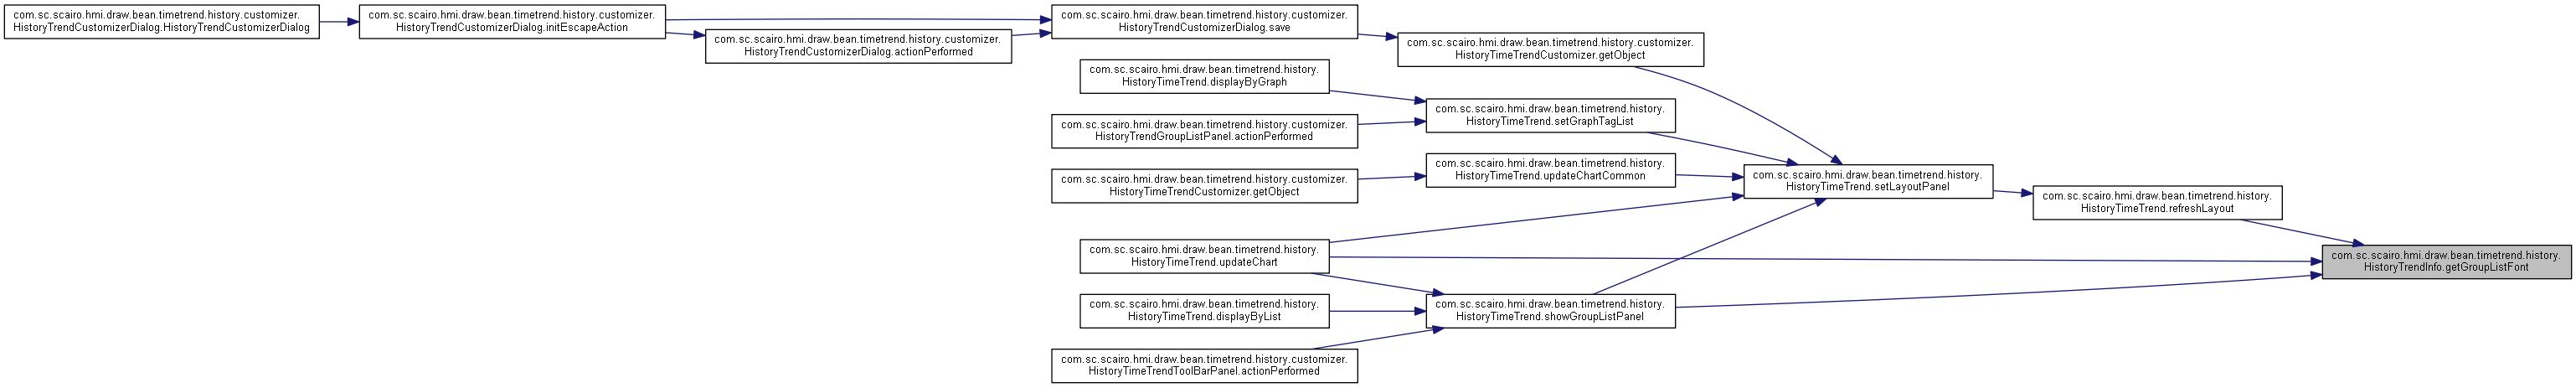 com.sc.scairo.hmi.draw.bean.timetrend.history.customizer.
HistoryTrendCustomizerDialog.HistoryTrendCustomizerDialog
com.sc.scairo.hmi.draw.bean.timetrend.history.customizer.
HistoryTrendCustomizerDialog.initEscapeAction
com.sc.scairo.hmi.draw.bean.timetrend.history.customizer.
HistoryTrendCustomizerDialog.actionPerformed
com.sc.scairo.hmi.draw.bean.timetrend.history.customizer.
HistoryTrendCustomizerDialog.save
com.sc.scairo.hmi.draw.bean.timetrend.history.
HistoryTimeTrend.displayByGraph
com.sc.scairo.hmi.draw.bean.timetrend.history.customizer.
HistoryTrendGroupListPanel.actionPerformed
com.sc.scairo.hmi.draw.bean.timetrend.history.customizer.
HistoryTimeTrendCustomizer.getObject
com.sc.scairo.hmi.draw.bean.timetrend.history.
HistoryTimeTrend.updateChart
com.sc.scairo.hmi.draw.bean.timetrend.history.
HistoryTimeTrend.displayByList
com.sc.scairo.hmi.draw.bean.timetrend.history.customizer.
HistoryTimeTrendToolBarPanel.actionPerformed
com.sc.scairo.hmi.draw.bean.timetrend.history.customizer.
HistoryTimeTrendCustomizer.getObject
com.sc.scairo.hmi.draw.bean.timetrend.history.
HistoryTimeTrend.setGraphTagList
com.sc.scairo.hmi.draw.bean.timetrend.history.
HistoryTimeTrend.updateChartCommon
com.sc.scairo.hmi.draw.bean.timetrend.history.
HistoryTimeTrend.showGroupListPanel
com.sc.scairo.hmi.draw.bean.timetrend.history.
HistoryTimeTrend.setLayoutPanel
com.sc.scairo.hmi.draw.bean.timetrend.history.
HistoryTimeTrend.refreshLayout
com.sc.scairo.hmi.draw.bean.timetrend.history.
HistoryTrendInfo.getGroupListFont